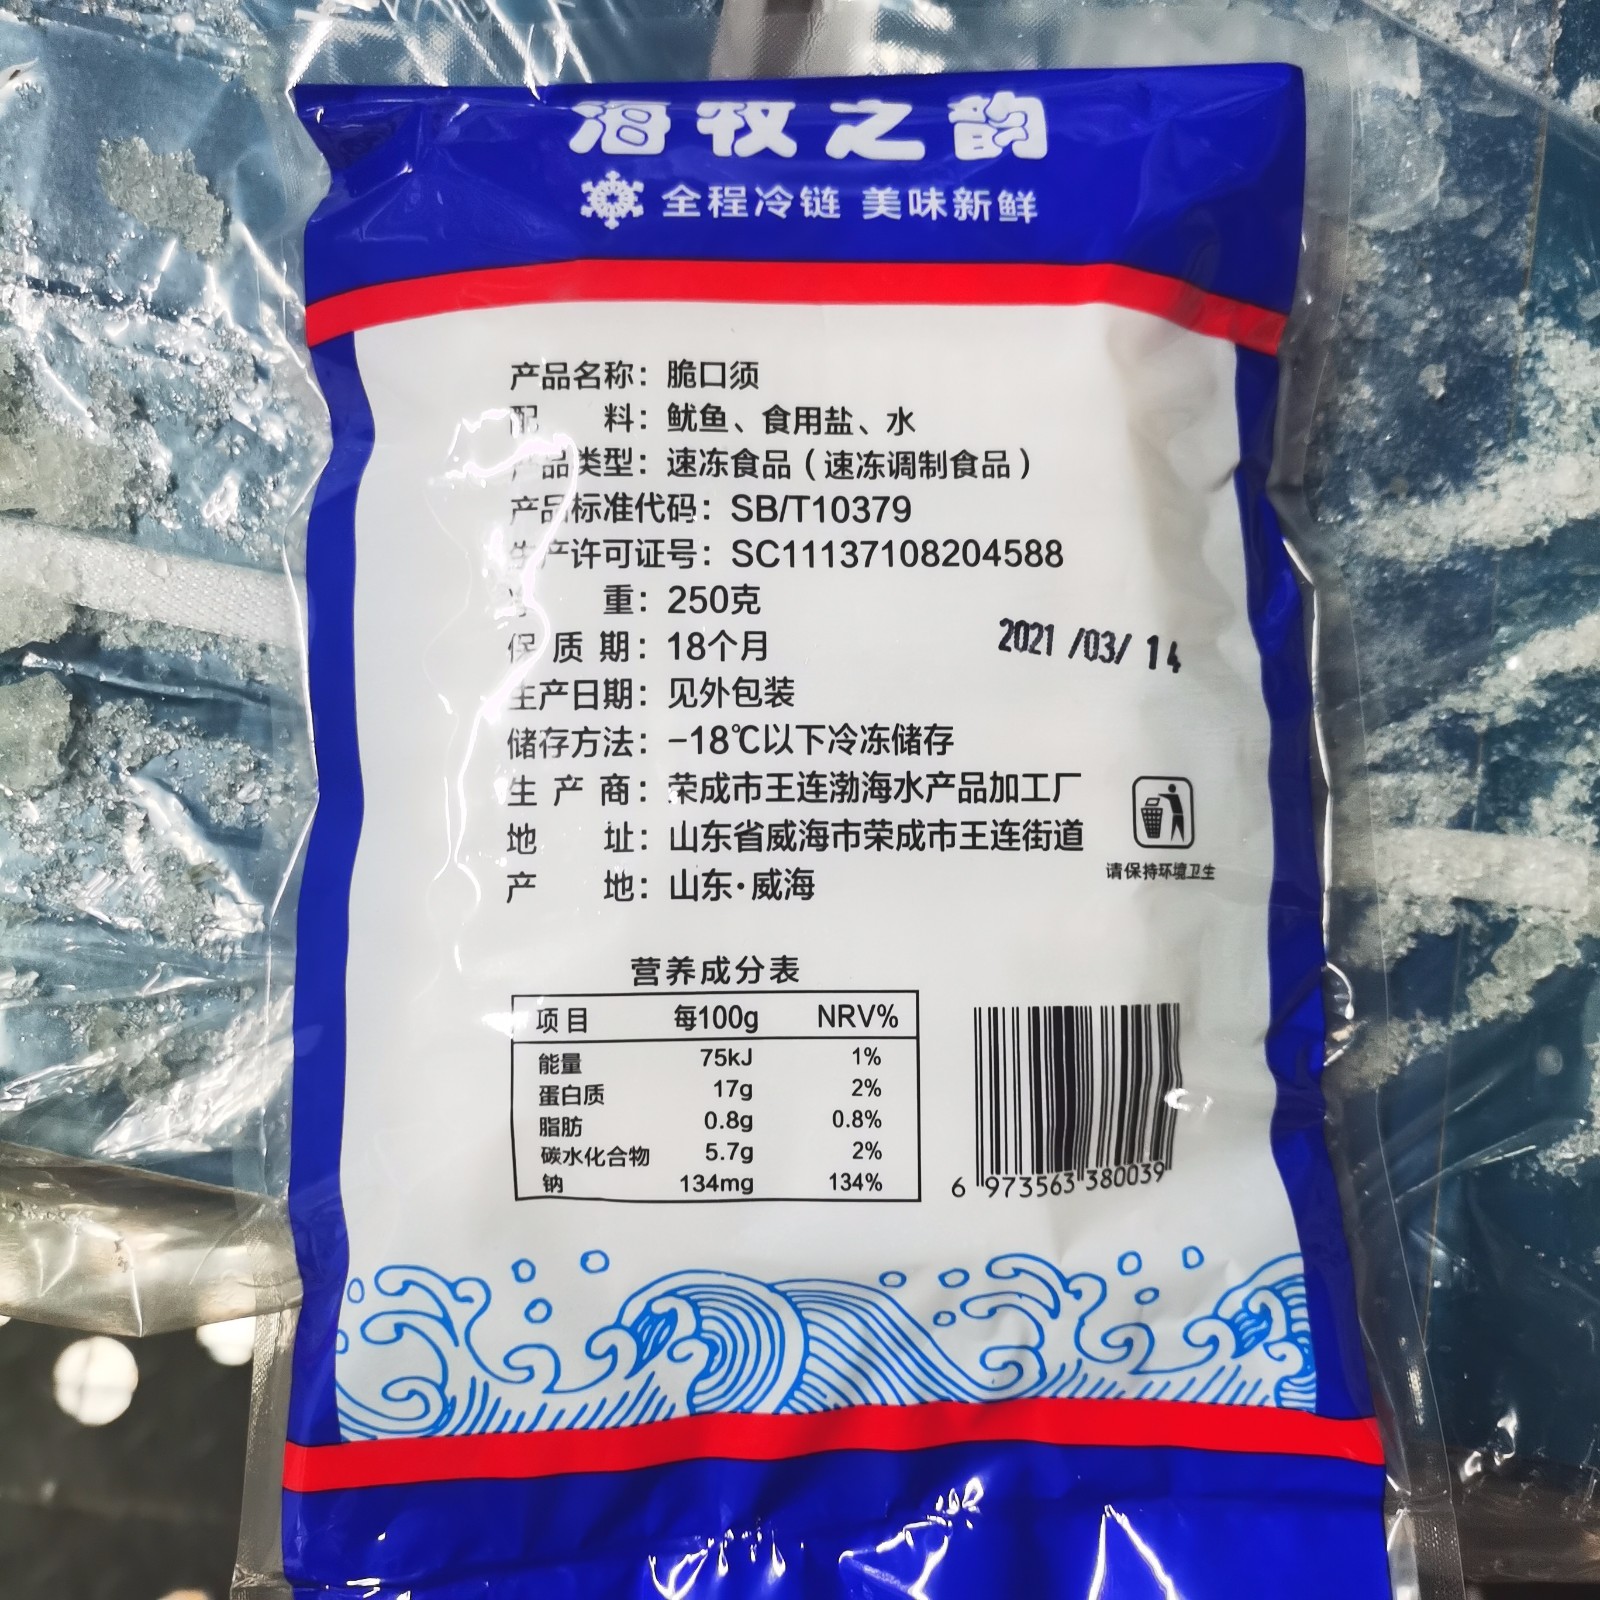 海牧之韵
全程冷链 美味新鲜
产品名称：脆口须
配 料：鱿鱼、食用盐、水
产品类型：速冻食品（速冻调制食品）
产品标准代码：SB/T10379
生产许可证号：SC11137108204588
净 重：250克
保 质 期：18个月
2021/03/14
生产日期：见外包装
储存方法：-18℃以下冷冻储存
生 产 商：荣成市王连渤海水产品加工厂
地 址：山东省威海市荣成市王连街道
产 地：山东·威海
请保持环境卫生
营养成分表
项目 每100g NRV%
能量 75kJ 1%
蛋白质 17g 2%
脂肪 0.8g 0.8%
碳水化合物 5.7g 2%
钠 134mg 134%
6 973563 380039